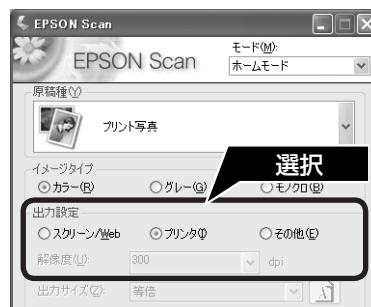 EPSON Scan
EPSON Scan
モード(M):
ホームモード
原稿種(Y)
プリント写真
イメージタイプ
選択
カラー(R) グレー(G) モノクロ(B)
出力設定
スクリーン/Web プリンタ(I) その他(E)
解像度(U): 300 dpi
出力サイズ(Z): 等倍